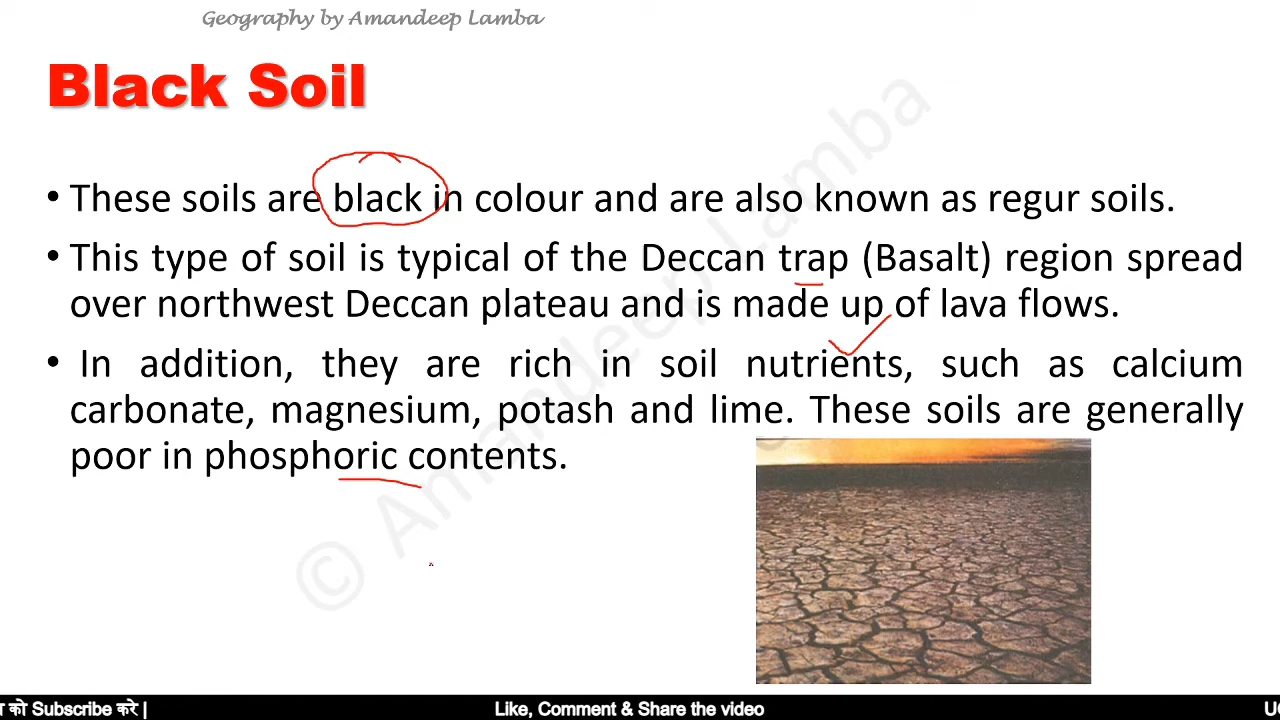 Geography by Amandeep Lamba
Black Soil
• These soils are black in colour and are also known as regur soils.
• This type of soil is typical of the Deccan trap (Basalt) region spread
over northwest Deccan plateau and is made up of lava flows.
• In addition, they are rich in soil nutrients, such as calcium
carbonate, magnesium, potash and lime. These soils are generally
poor in phosphoric contents.
© Amandeep Lamba
को Subscribe करे | Like, Comment & Share the video